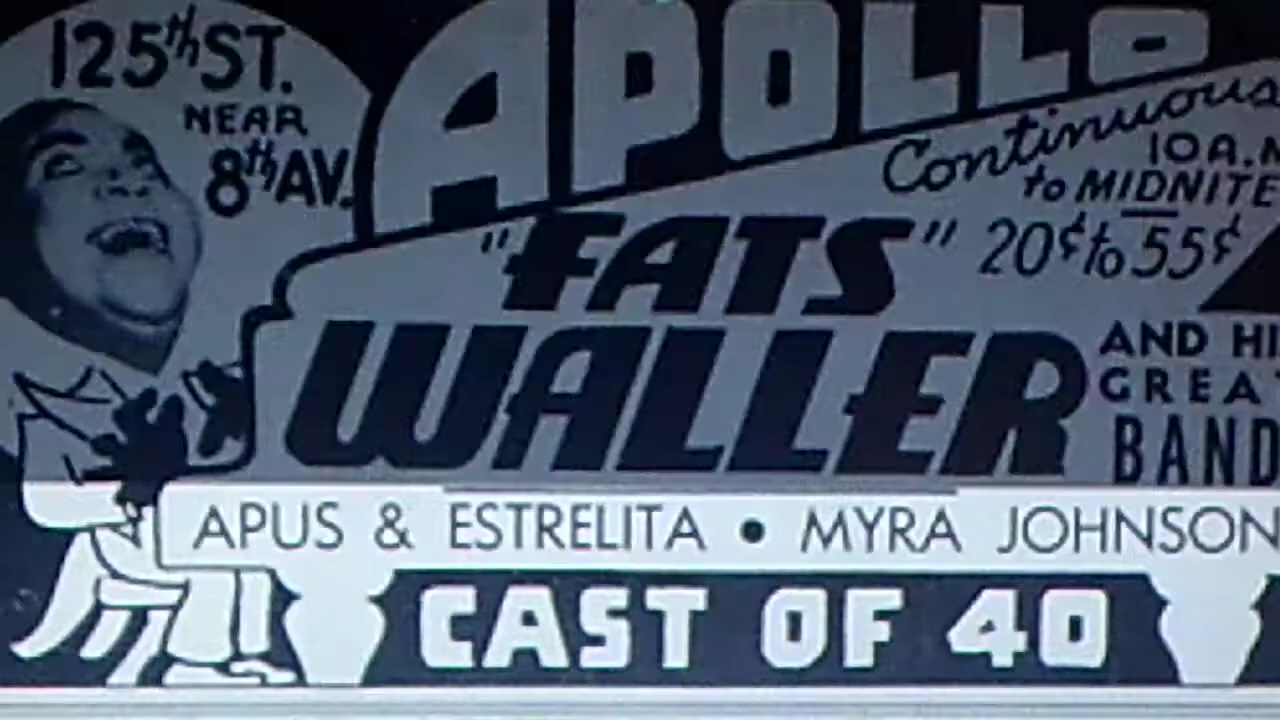 125th ST.
NEAR
8th AV.
APOLLO
Continuous
10 A.M
to MIDNITE
"FATS" 20¢ to 55¢
WALLER
AND HI
GREAT
BAND
APUS & ESTRELITA • MYRA JOHNSON
CAST OF 40